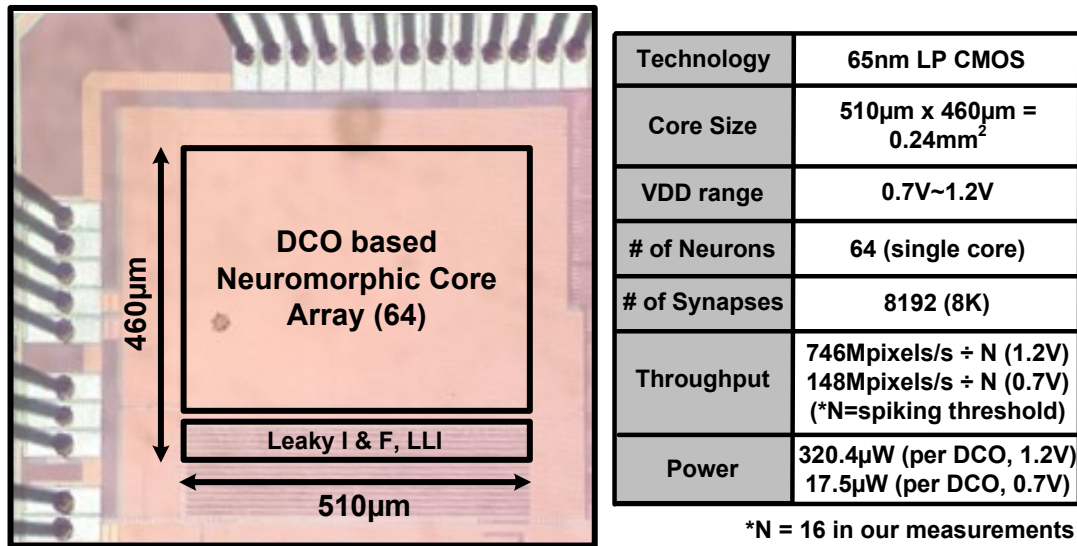 DCO based
Neuromorphic Core
Array (64)
460µm
Leaky I & F, LLI
510µm
Technology
65nm LP CMOS
Core Size
510µm x 460µm =
0.24mm²
VDD range
0.7V~1.2V
# of Neurons
64 (single core)
# of Synapses
8192 (8K)
Throughput
746Mpixels/s ÷ N (1.2V)
148Mpixels/s ÷ N (0.7V)
(*N=spiking threshold)
Power
320.4µW (per DCO, 1.2V)
17.5µW (per DCO, 0.7V)
*N = 16 in our measurements